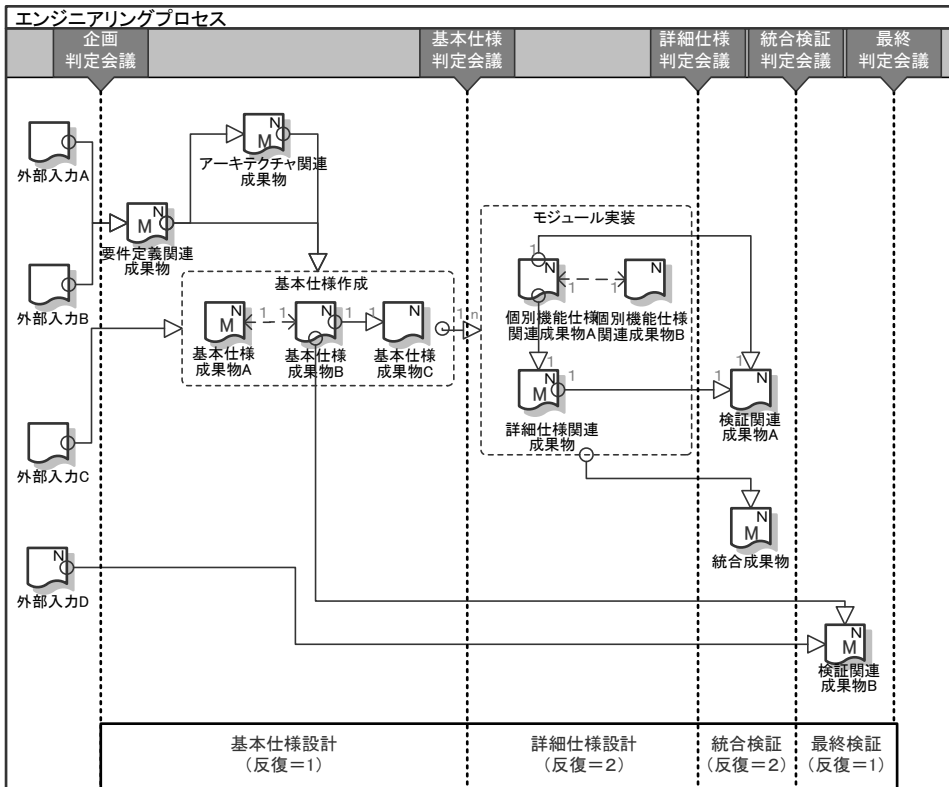 エンジニアリングプロセス
企画
判定会議
基本仕様
判定会議
詳細仕様
判定会議
統合検証
判定会議
最終
判定会議
外部入力A
N
M
アーキテクチャ関連
成果物
N
M
要件定義関連
成果物
外部入力B
基本仕様作成
N
M
基本仕様
成果物A
1
1
N
基本仕様
成果物B
1
1
N
基本仕様
成果物C
1
n
モジュール実装
1
N
個別機能仕様
関連成果物A
1
1
N
個別機能仕様
関連成果物B
1
1
N
M
詳細仕様関連
成果物
1
1
1
N
検証関連
成果物A
外部入力C
N
M
統合成果物
N
外部入力D
N
M
検証関連
成果物B
基本仕様設計
（反復＝1）
詳細仕様設計
（反復＝2）
統合検証
（反復＝2）
最終検証
（反復＝1）